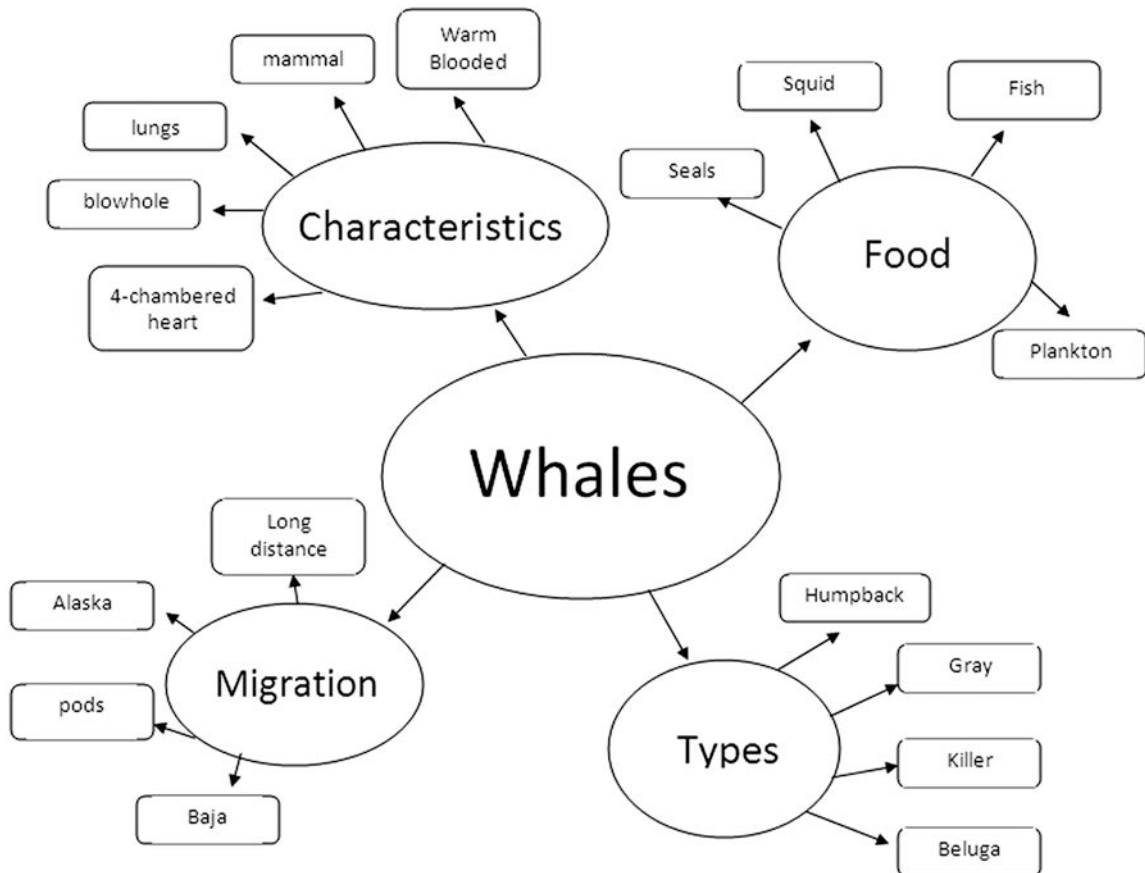 Warm
Blooded
mammal
lungs
blowhole
4-chambered
heart
Characteristics
Squid
Fish
Seals
Food
Plankton
Whales
Long
distance
Alaska
Migration
pods
Baja
Humpback
Gray
Types
Killer
Beluga